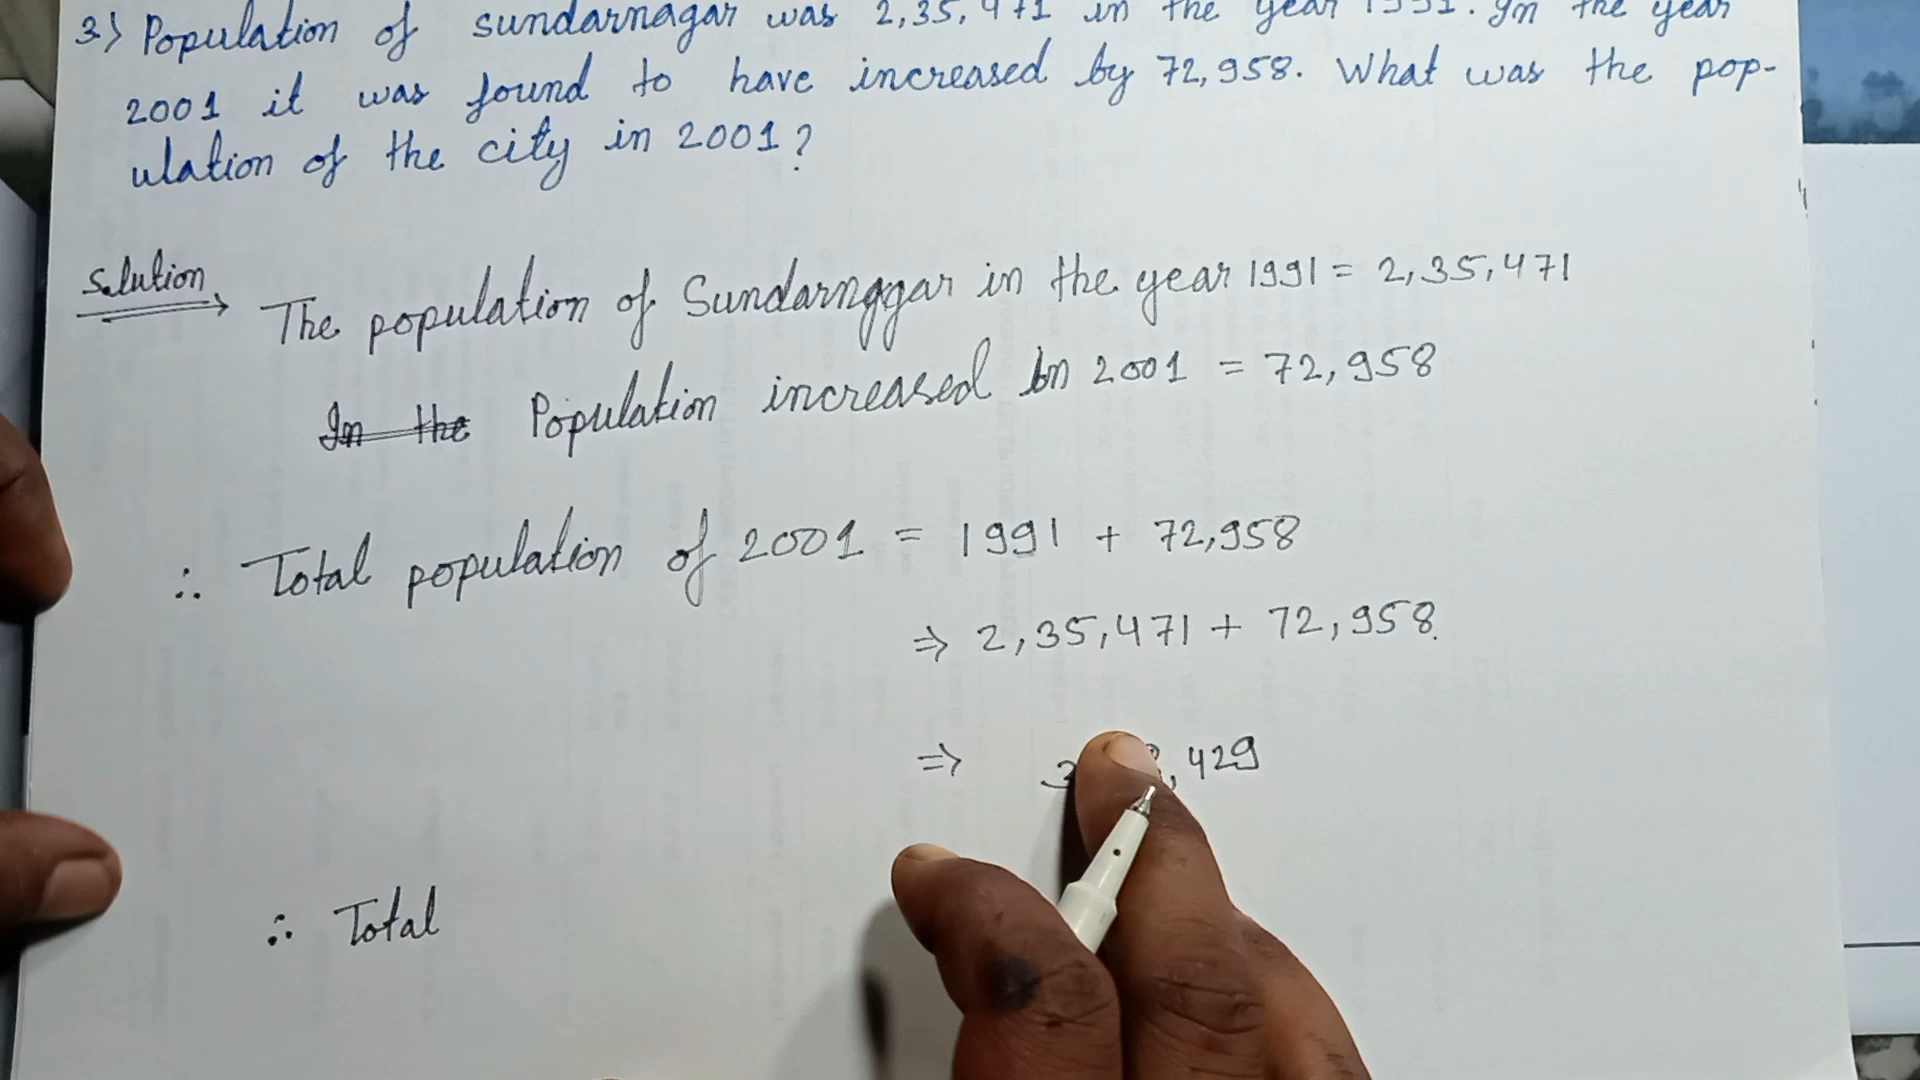 3) Population of sundarnagar was 2,35,471 in the year 1991. In the year
2001 it was found to have increased by 72,958. What was the pop-
ulation of the city in 2001?
Solution
The population of Sundarnagar in the year 1991 = 2,35,471
In the Population increased in 2001 = 72,958
∴ Total population of 2001 = 1991 + 72,958
⇒ 2,35,471 + 72,958.
⇒ ,429
∴ Total